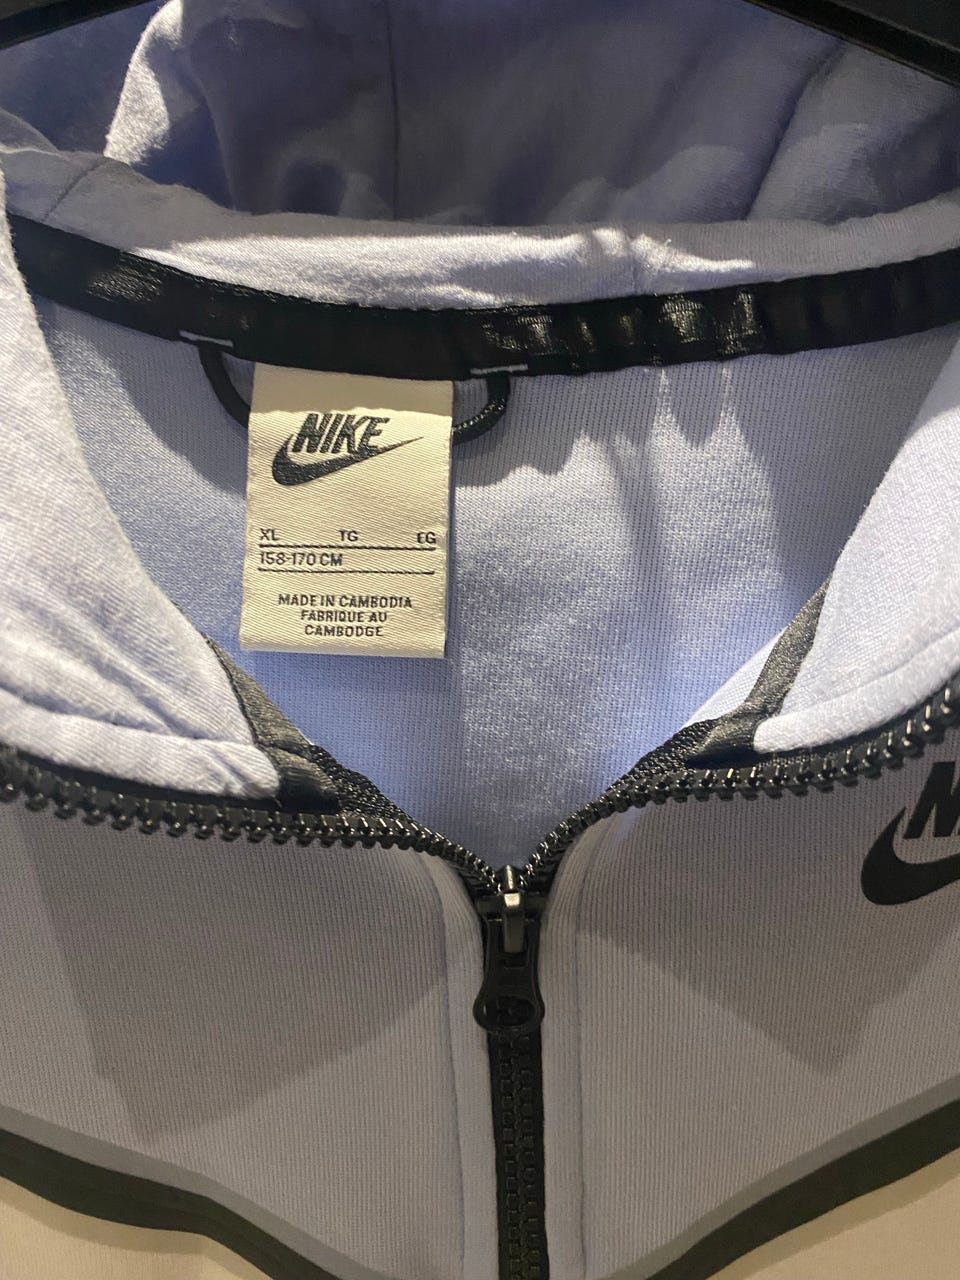 NIKE
XL TG EG
158-170 CM
MADE IN CAMBODIA
FABRIQUE AU
CAMBODGE